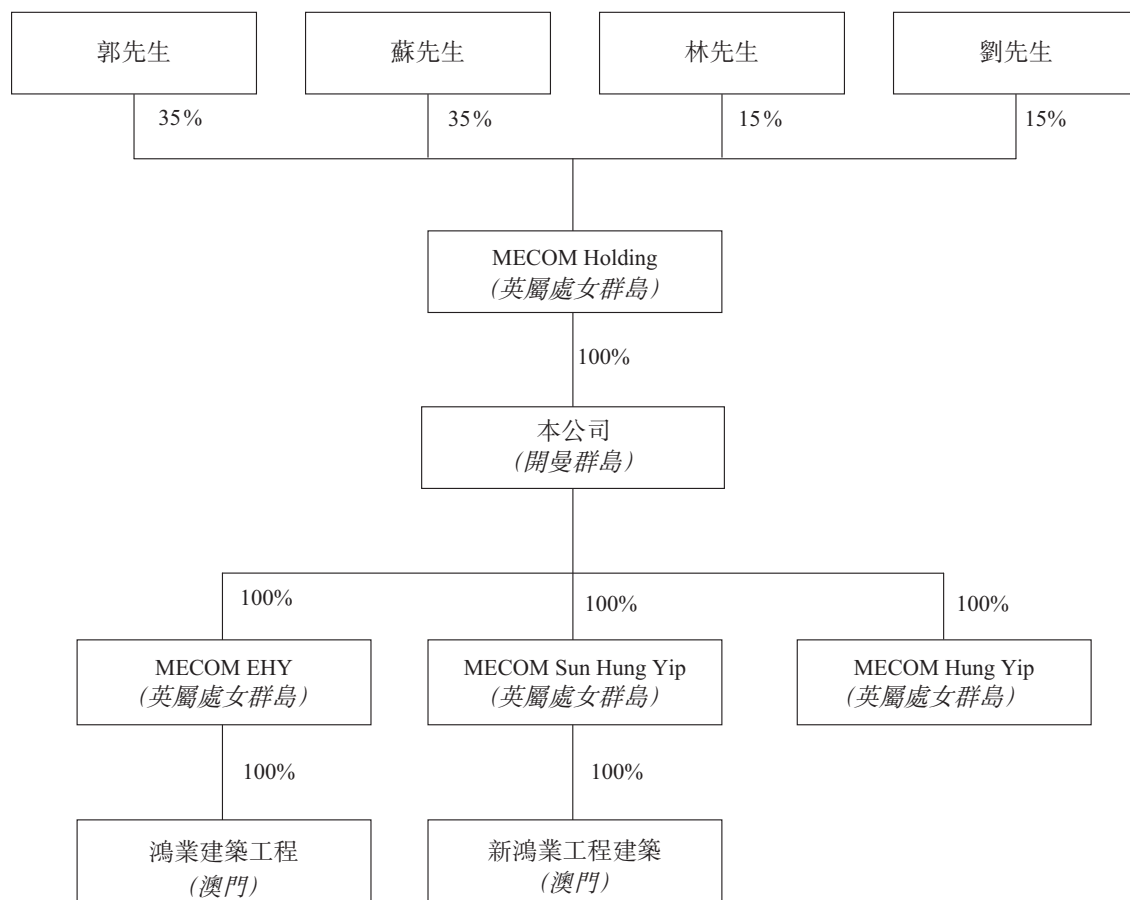 郭先生
蘇先生
林先生
劉先生
35%
35%
15%
15%
MECOM Holding
(英屬處女群島)
100%
本公司
(開曼群島)
100%
100%
100%
MECOM EHY
(英屬處女群島)
MECOM Sun Hung Yip
(英屬處女群島)
MECOM Hung Yip
(英屬處女群島)
100%
100%
鴻業建築工程
(澳門)
新鴻業工程建築
(澳門)